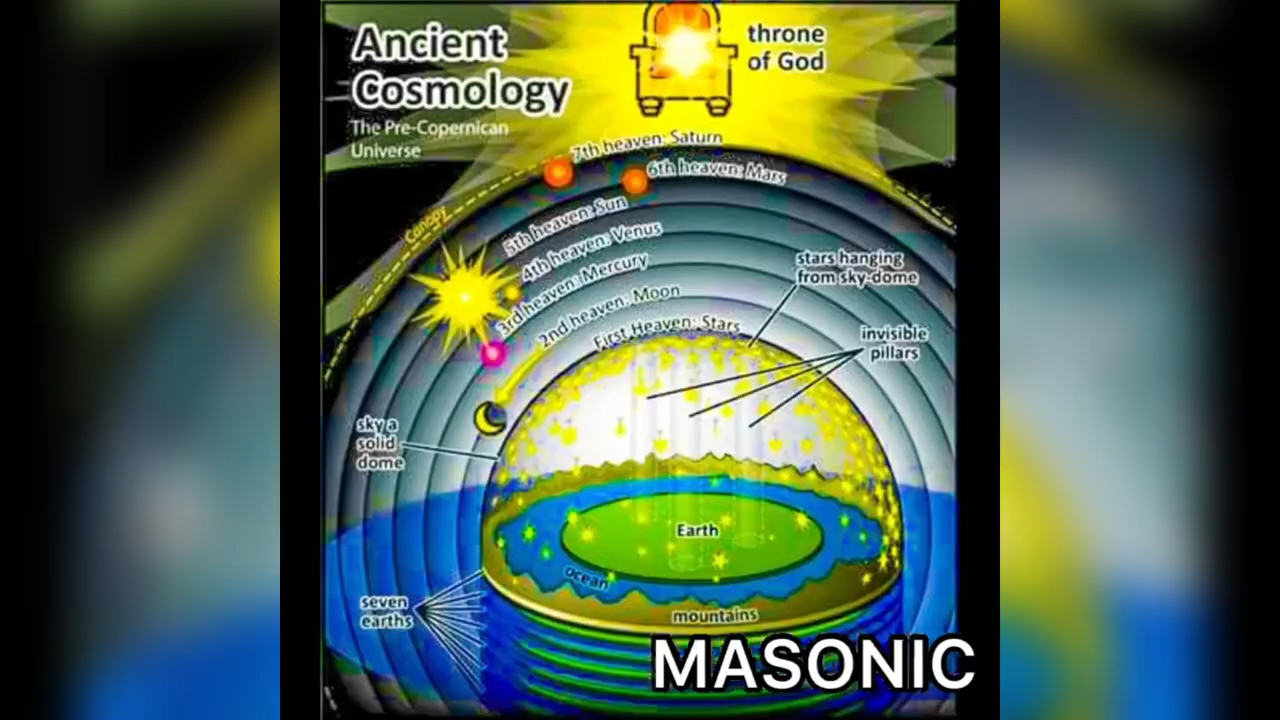 Ancient
Cosmology
The Pre-Copernican
Universe
throne
of God
7th heaven: Saturn
6th heaven: Mars
5th heaven: Sun
4th heaven: Venus
3rd heaven: Mercury
2nd heaven: Moon
First Heaven: Stars
Canopy
stars hanging
from sky-dome
invisible
pillars
sky a
solid
dome
Earth
ocean
seven
earths
mountains
MASONIC